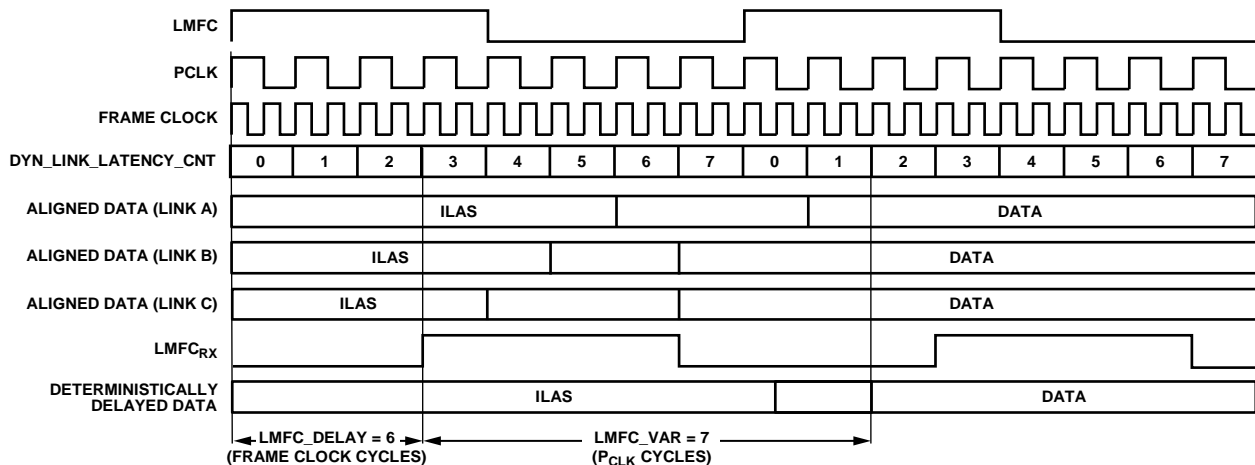 LMFC
PCLK
FRAME CLOCK
DYN_LINK_LATENCY_CNT 0 1 2 3 4 5 6 7 0 1 2 3 4 5 6 7
ALIGNED DATA (LINK A) ILAS DATA
ALIGNED DATA (LINK B) ILAS DATA
ALIGNED DATA (LINK C) ILAS DATA
LMFCRX
DETERMINISTICALLY
DELAYED DATA ILAS DATA
LMFC_DELAY = 6 LMFC_VAR = 7
(FRAME CLOCK CYCLES) (PCLK CYCLES)